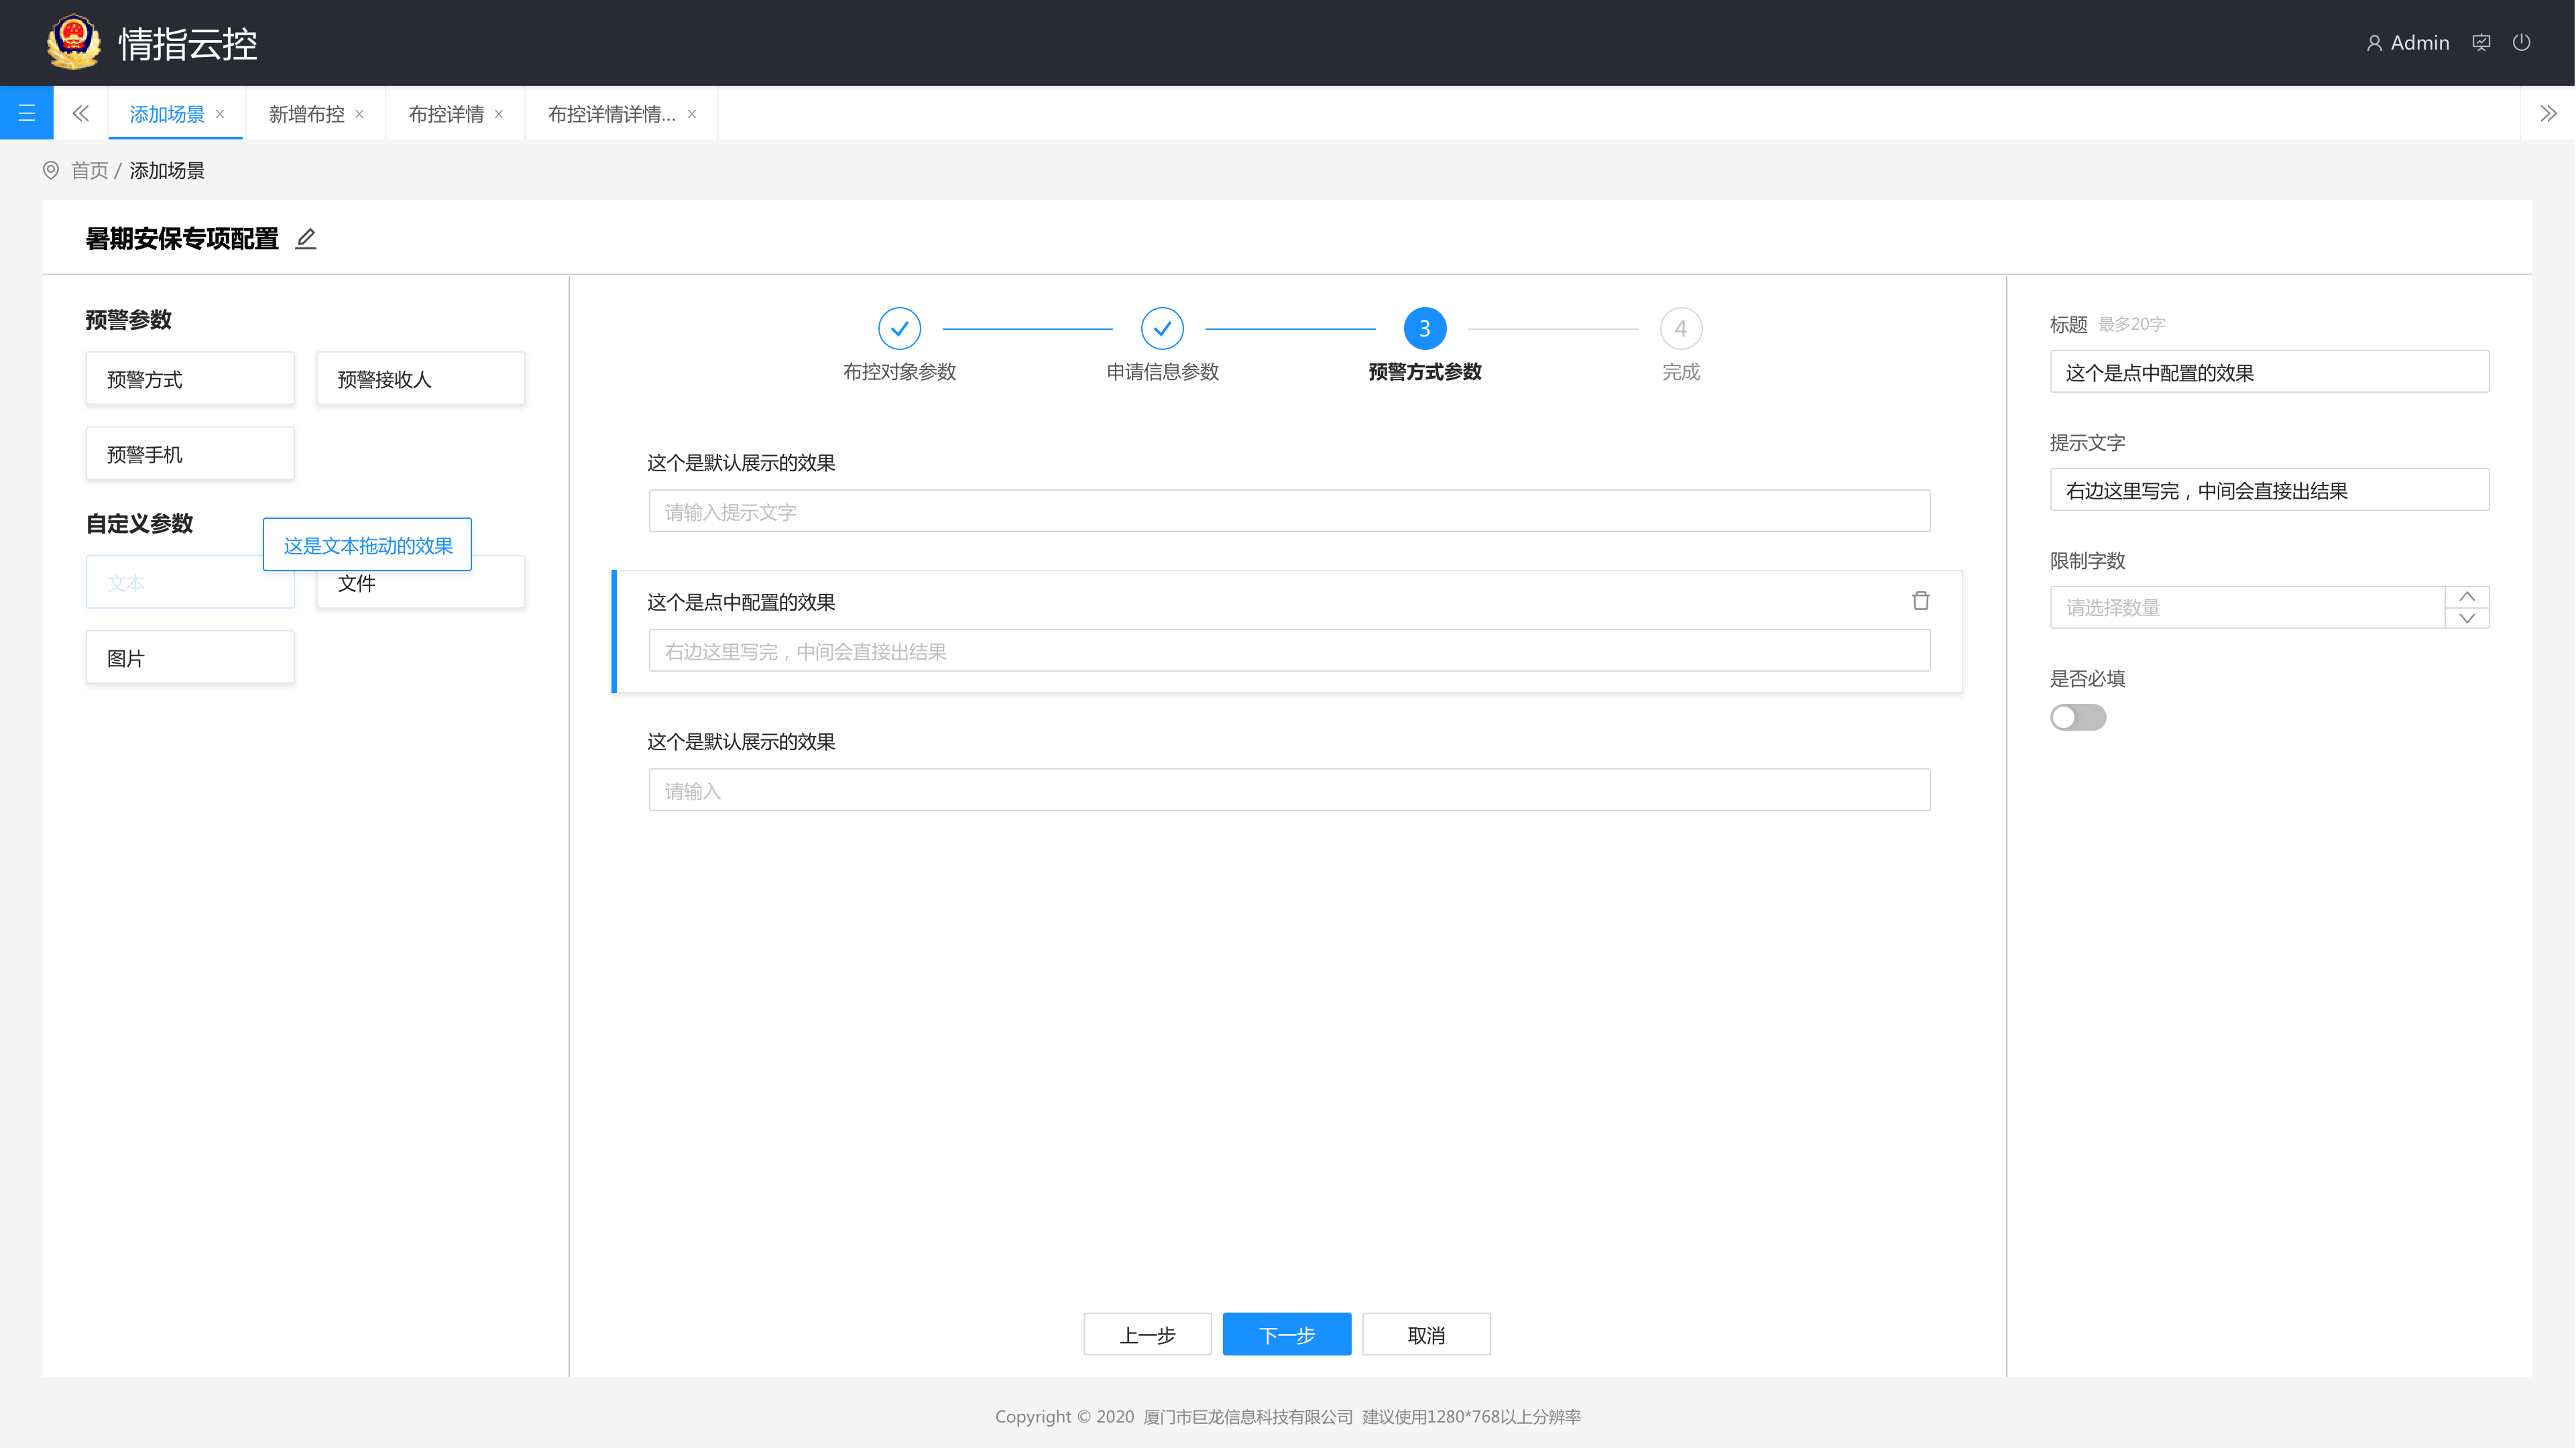 情指云控
Admin
添加场景 ×
新增布控 ×
布控详情 ×
布控详情详情... ×
首页 / 添加场景
暑期安保专项配置
预警参数
预警方式
预警接收人
预警手机
自定义参数
这是文本拖动的效果
文本
文件
图片
布控对象参数
申请信息参数
3
预警方式参数
4
完成
这个是默认展示的效果
请输入提示文字
这个是点中配置的效果
右边这里写完，中间会直接出结果
这个是默认展示的效果
请输入
上一步
下一步
取消
标题 最多20字
这个是点中配置的效果
提示文字
右边这里写完，中间会直接出结果
限制字数
请选择数量
是否必填
Copyright © 2020 厦门市巨龙信息科技有限公司 建议使用1280*768以上分辨率